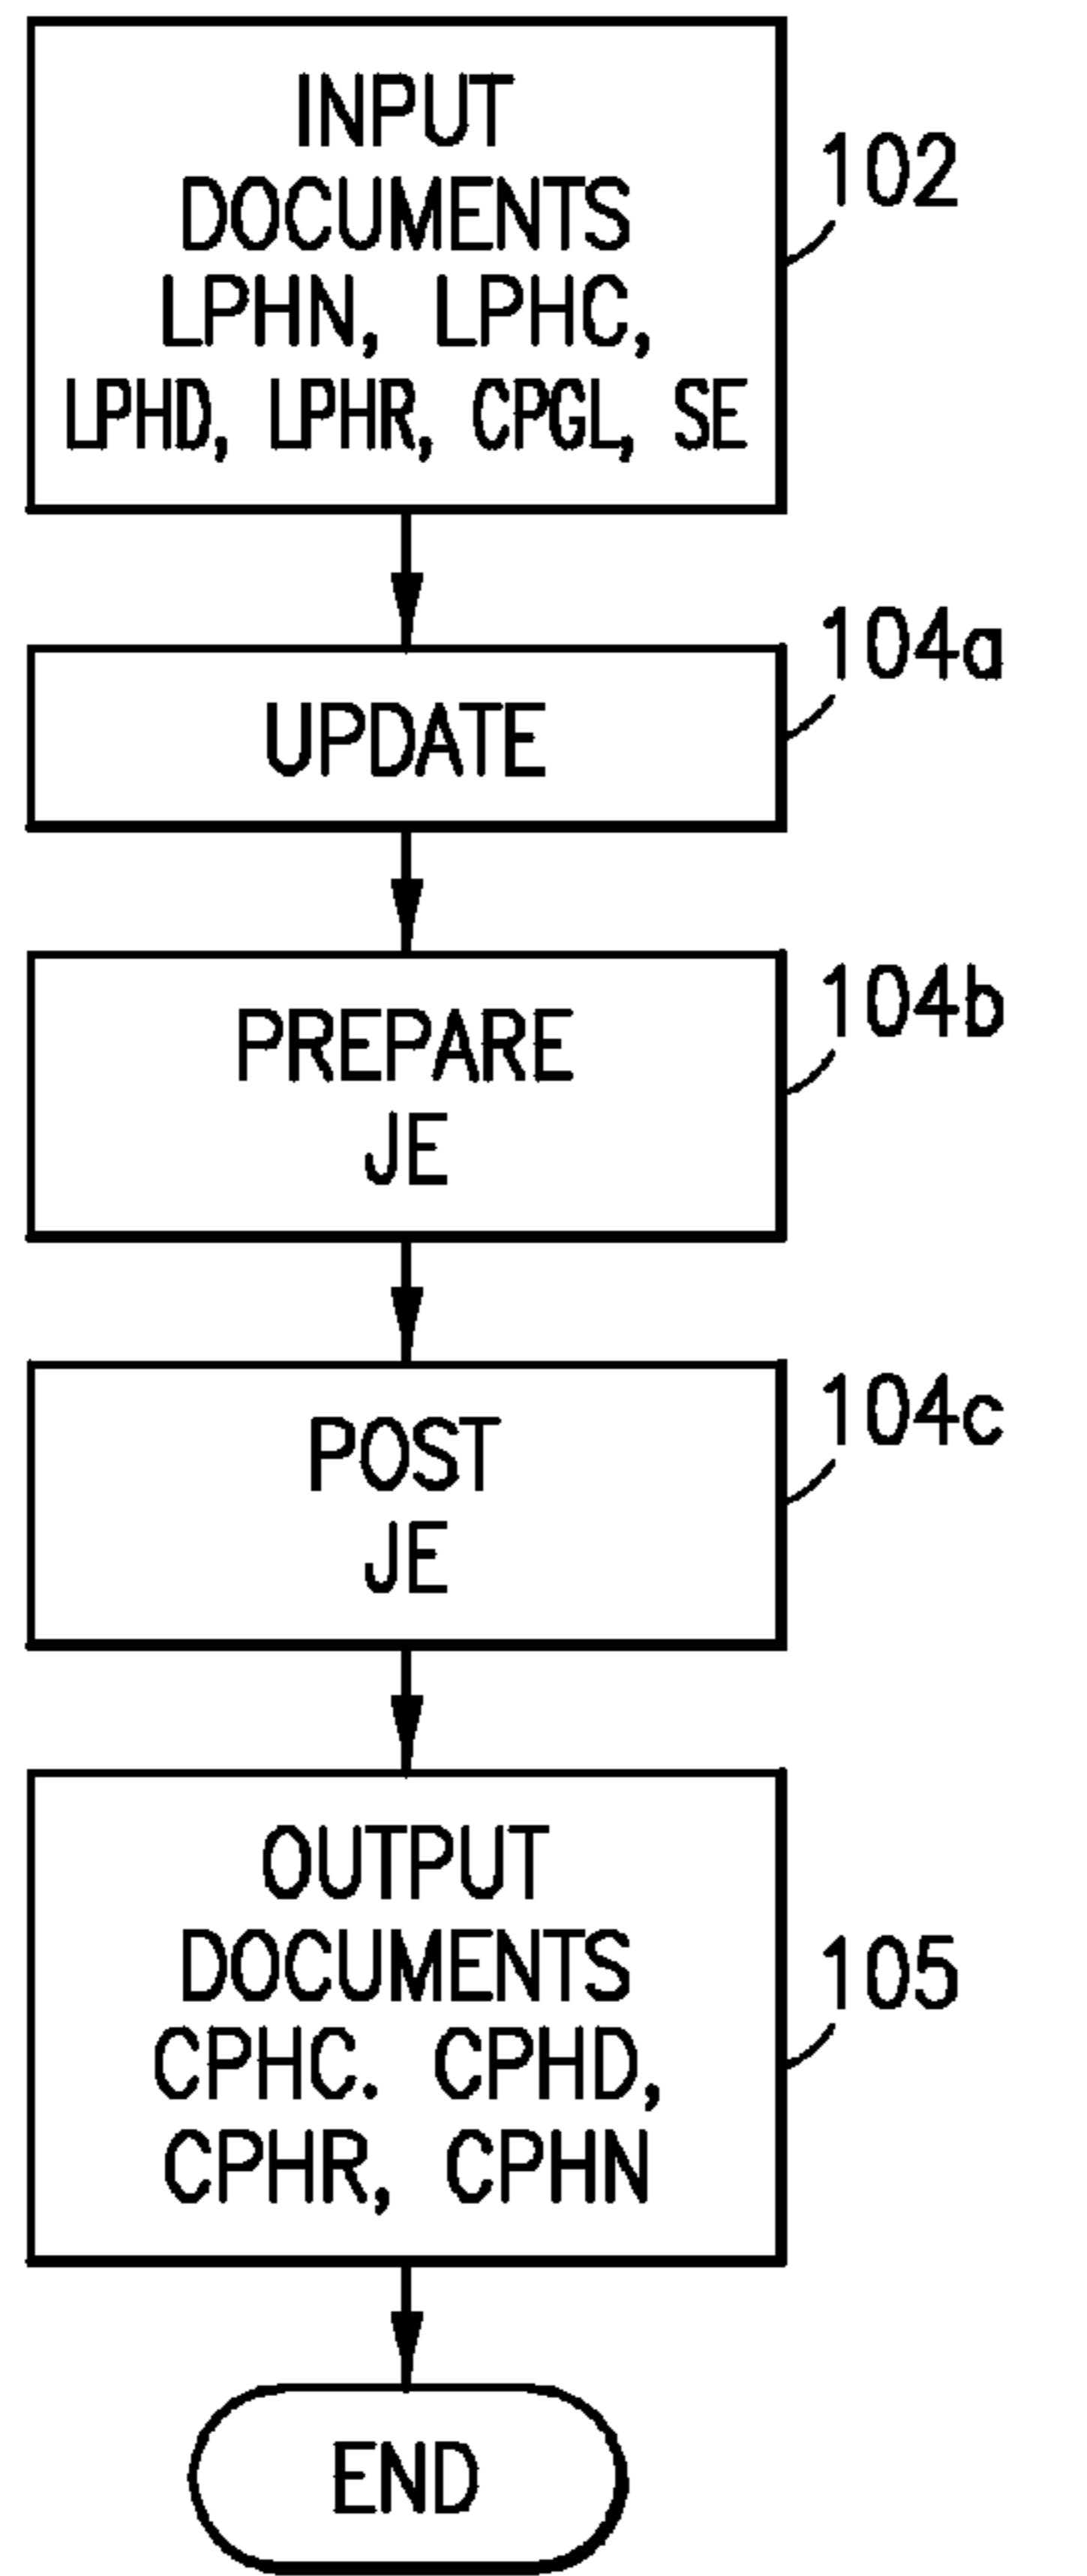 INPUT
DOCUMENTS
LPHN, LPHC,
LPHD, LPHR, CPGL, SE
102
UPDATE
104a
PREPARE
JE
104b
POST
JE
104c
OUTPUT
DOCUMENTS
CPHC. CPHD,
CPHR, CPHN
105
END